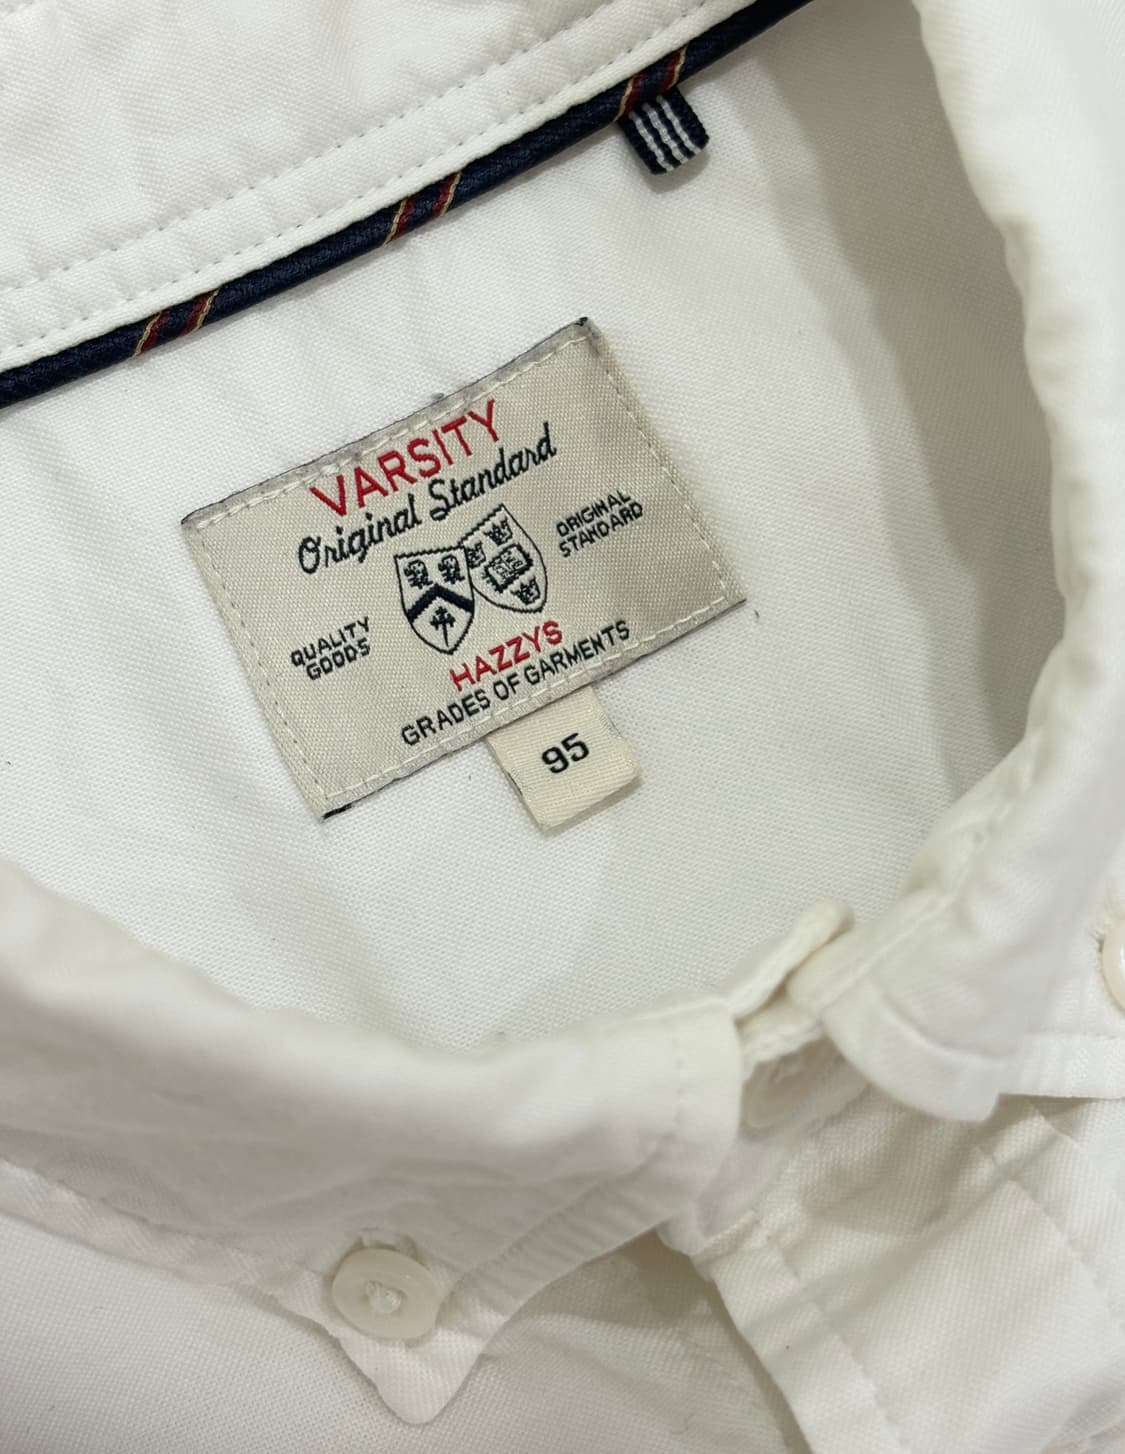 VARSITY
Original Standard
ORIGINAL
STANDARD
QUALITY
GOODS
HAZZYS
GRADES OF GARMENTS
95